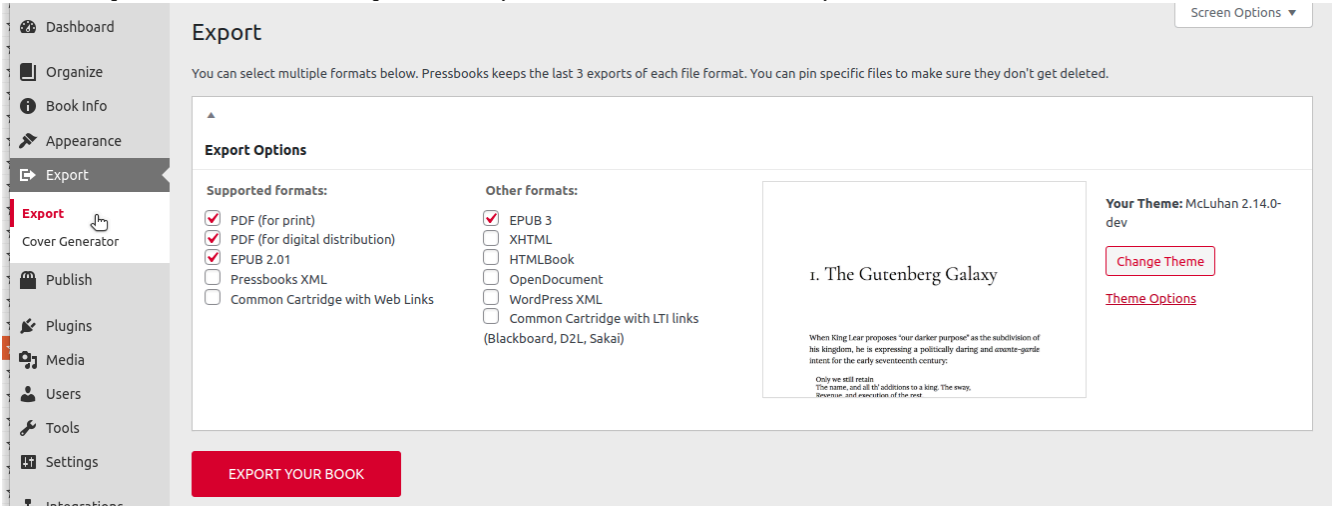 Screen Options ▼
Dashboard
Organize
Book Info
Appearance
Export
Export
Cover Generator
Publish
Plugins
Media
Users
Tools
Settings
Integrations
Export
You can select multiple formats below. Pressbooks keeps the last 3 exports of each file format. You can pin specific files to make sure they don't get deleted.
Export Options
Supported formats:
PDF (for print)
PDF (for digital distribution)
EPUB 2.01
Pressbooks XML
Common Cartridge with Web Links
Other formats:
EPUB 3
XHTML
HTMLBook
OpenDocument
WordPress XML
Common Cartridge with LTI links
(Blackboard, D2L, Sakai)
1. The Gutenberg Galaxy
When King Lear proposes “our darker purpose” as the subdivision of
his kingdom, he is expressing a politically daring and avante-garde
intent for the early seventeenth century:
Only we still retain
The name, and all th’ additions to a king. The sway,
Revenue, and execution of the rest
Your Theme: McLuhan 2.14.0-
dev
Change Theme
Theme Options
EXPORT YOUR BOOK